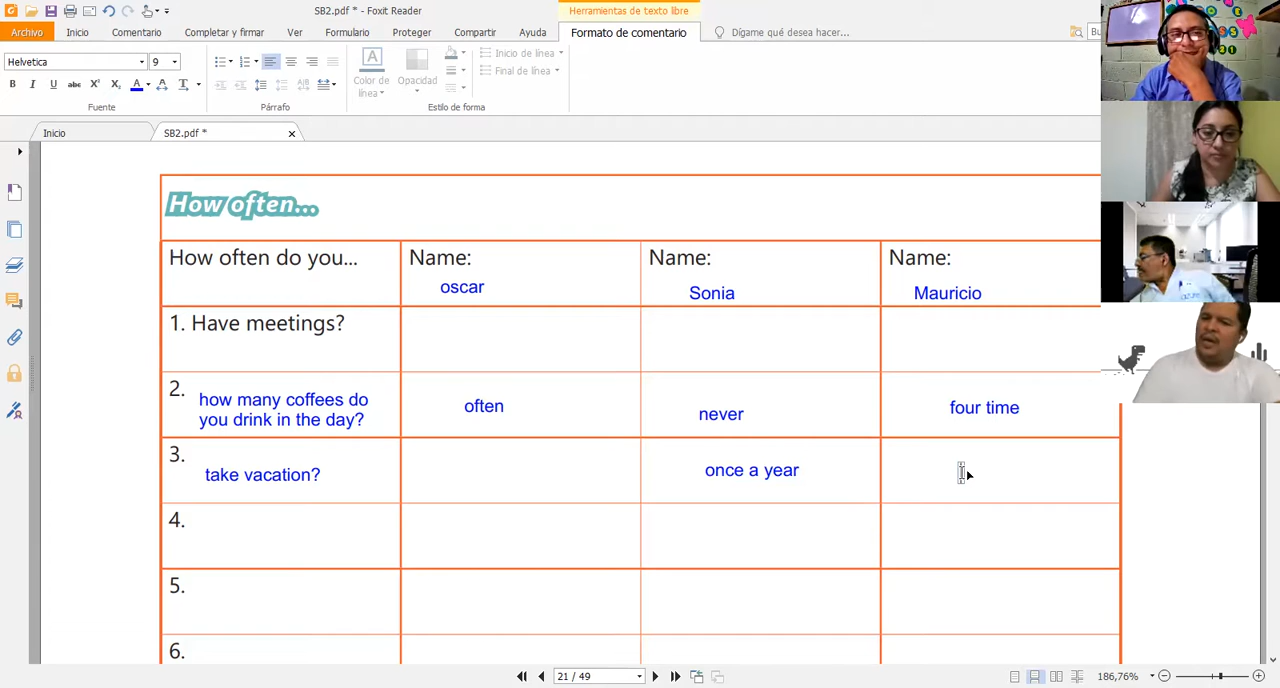 SB2.pdf * - Foxit Reader
Herramientas de texto libre
Archivo Inicio Comentario Completar y firmar Ver Formulario Proteger Compartir Ayuda Formato de comentario Dígame qué desea hacer... Bu
Helvetica 9
Inicio de línea
Final de línea
Color de línea
Opacidad
Fuente Párrafo Estilo de forma
Inicio SB2.pdf *
How often...
How often do you... Name: Name: Name:
oscar Sonia Mauricio
1. Have meetings?
2. how many coffees do you drink in the day? often never four time
3. take vacation? once a year
4.
5.
6.
21 / 49 186,76%